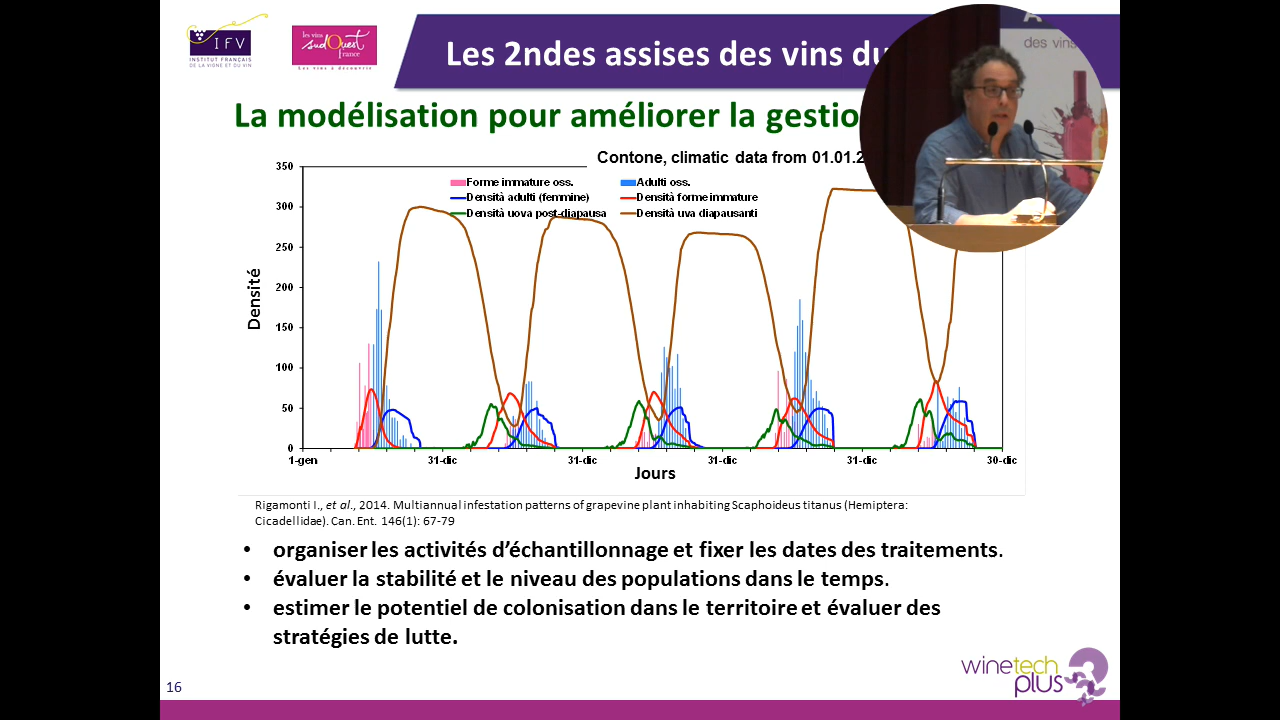 IFV
INSTITUT FRANÇAIS
DE LA VIGNE ET DU VIN
les vins
sudOuest
france
Les vins à découvrir
Les 2ndes assises des vins du
des vins
La modélisation pour améliorer la gestio
Contone, climatic data from 01.01.2
Forme immature oss.
Adulti oss.
Densità adulti (femmine)
Densità forme immature
Densità uova post-diapausa
Densità uva diapausanti
Densité
350
300
250
200
150
100
50
0
1-gen
31-dic
31-dic
31-dic
31-dic
30-dic
Jours
Rigamonti I., et al., 2014. Multiannual infestation patterns of grapevine plant inhabiting Scaphoideus titanus (Hemiptera:
Cicadellidae). Can. Ent. 146(1): 67-79
• organiser les activités d’échantillonnage et fixer les dates des traitements.
• évaluer la stabilité et le niveau des populations dans le temps.
• estimer le potentiel de colonisation dans le territoire et évaluer des
stratégies de lutte.
winetech
plus
16